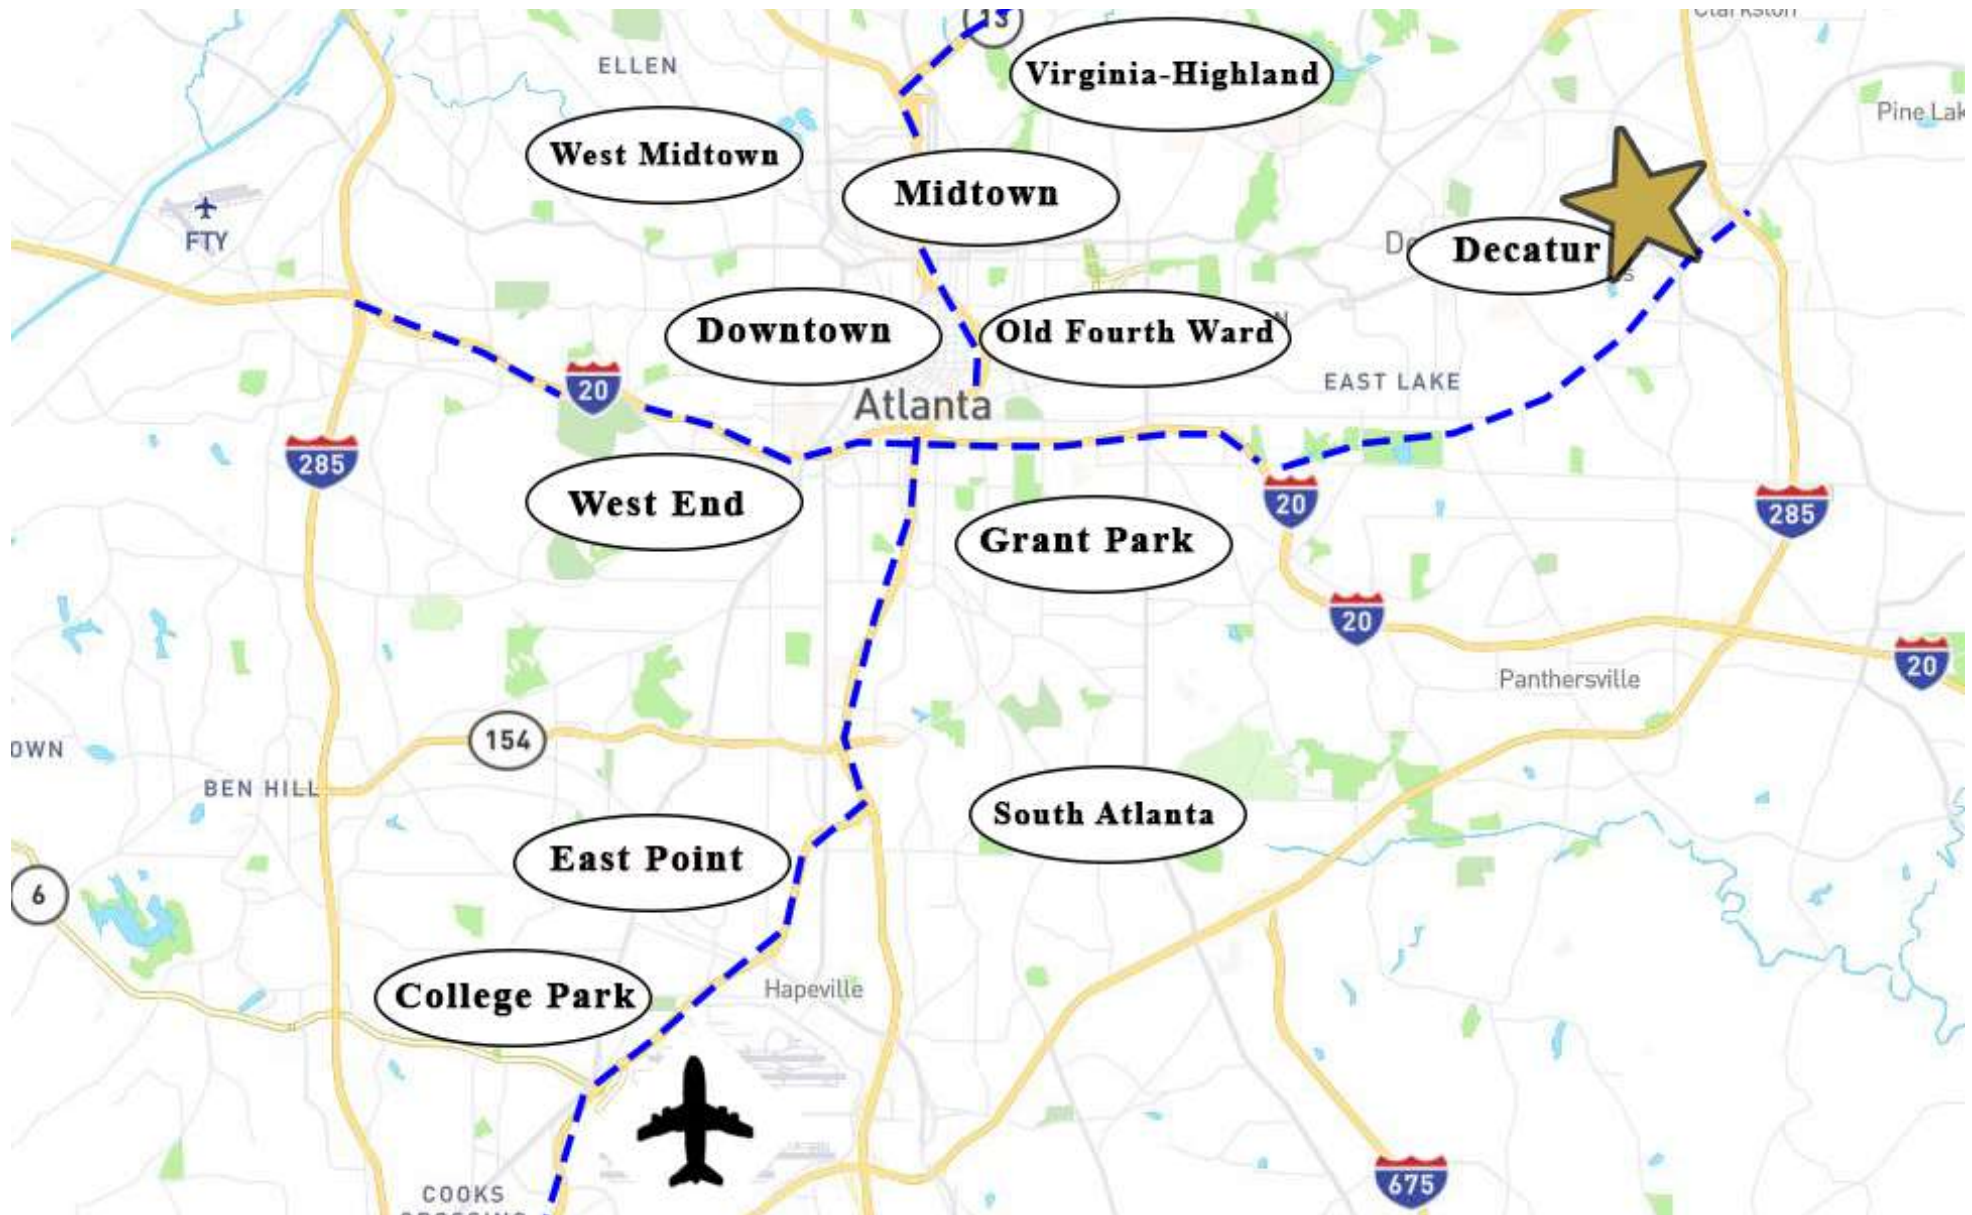 13
Clarkston
Virginia-Highland
ELLEN
Pine Lak
West Midtown
Midtown
FTY
Decatur
Downtown
Old Fourth Ward
EAST LAKE
20
Atlanta
285
West End
20
285
Grant Park
20
20
Panthersville
154
OWN
BEN HILL
South Atlanta
East Point
6
College Park
Hapeville
675
COOKS